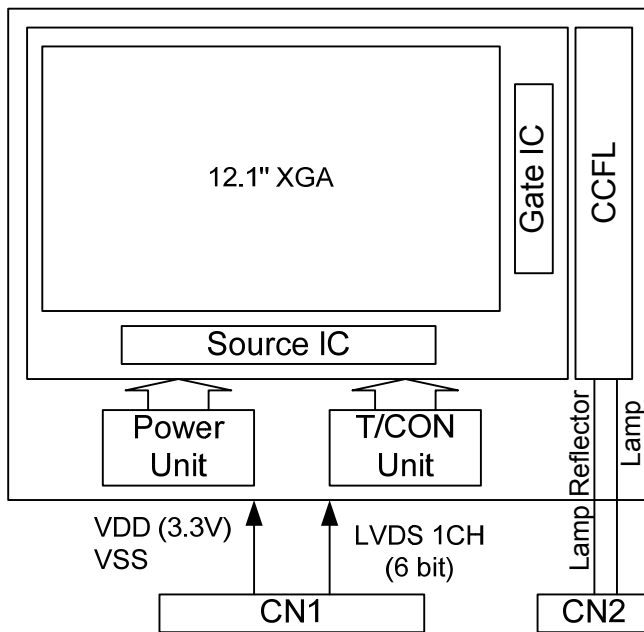 12.1" XGA
Gate IC
CCFL
Source IC
Power
Unit
T/CON
Unit
Lamp Reflector
Lamp
VDD (3.3V)
VSS
LVDS 1CH
(6 bit)
CN1
CN2